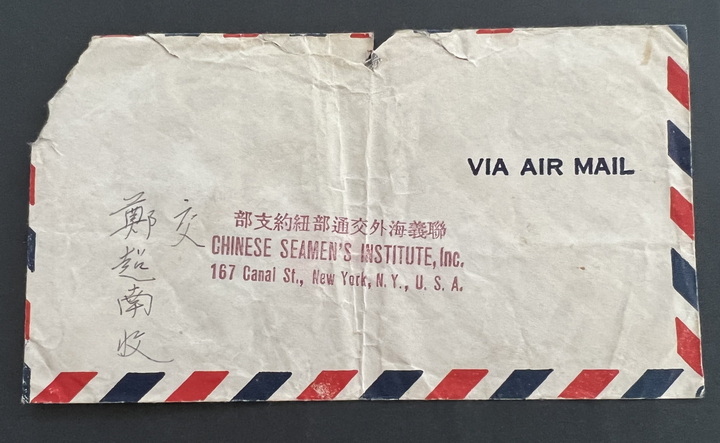 VIA AIR MAIL
聯義海外交通部紐約支部
CHINESE SEAMEN'S INSTITUTE, Inc.
167 Canal St., New York, N.Y., U. S. A.
交
鄭超南收